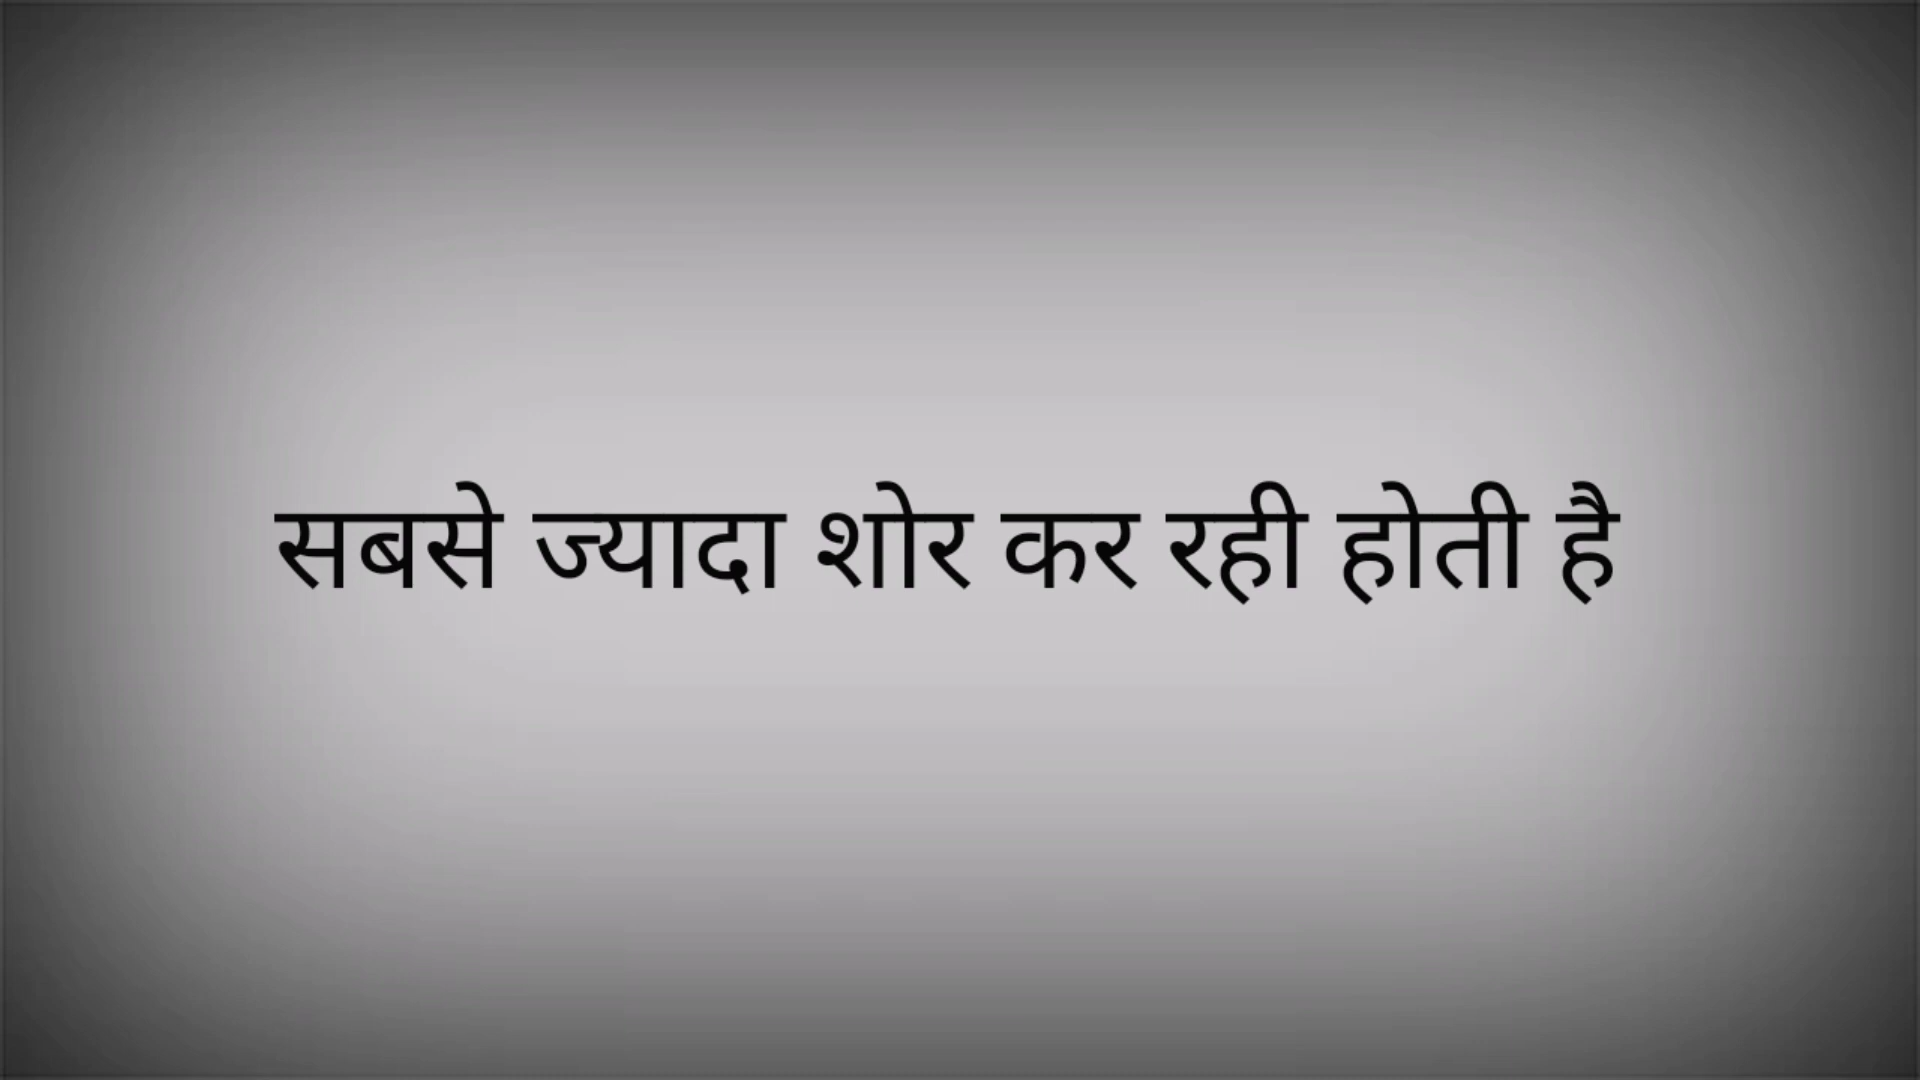 सबसे ज्यादा शोर कर रही होती है